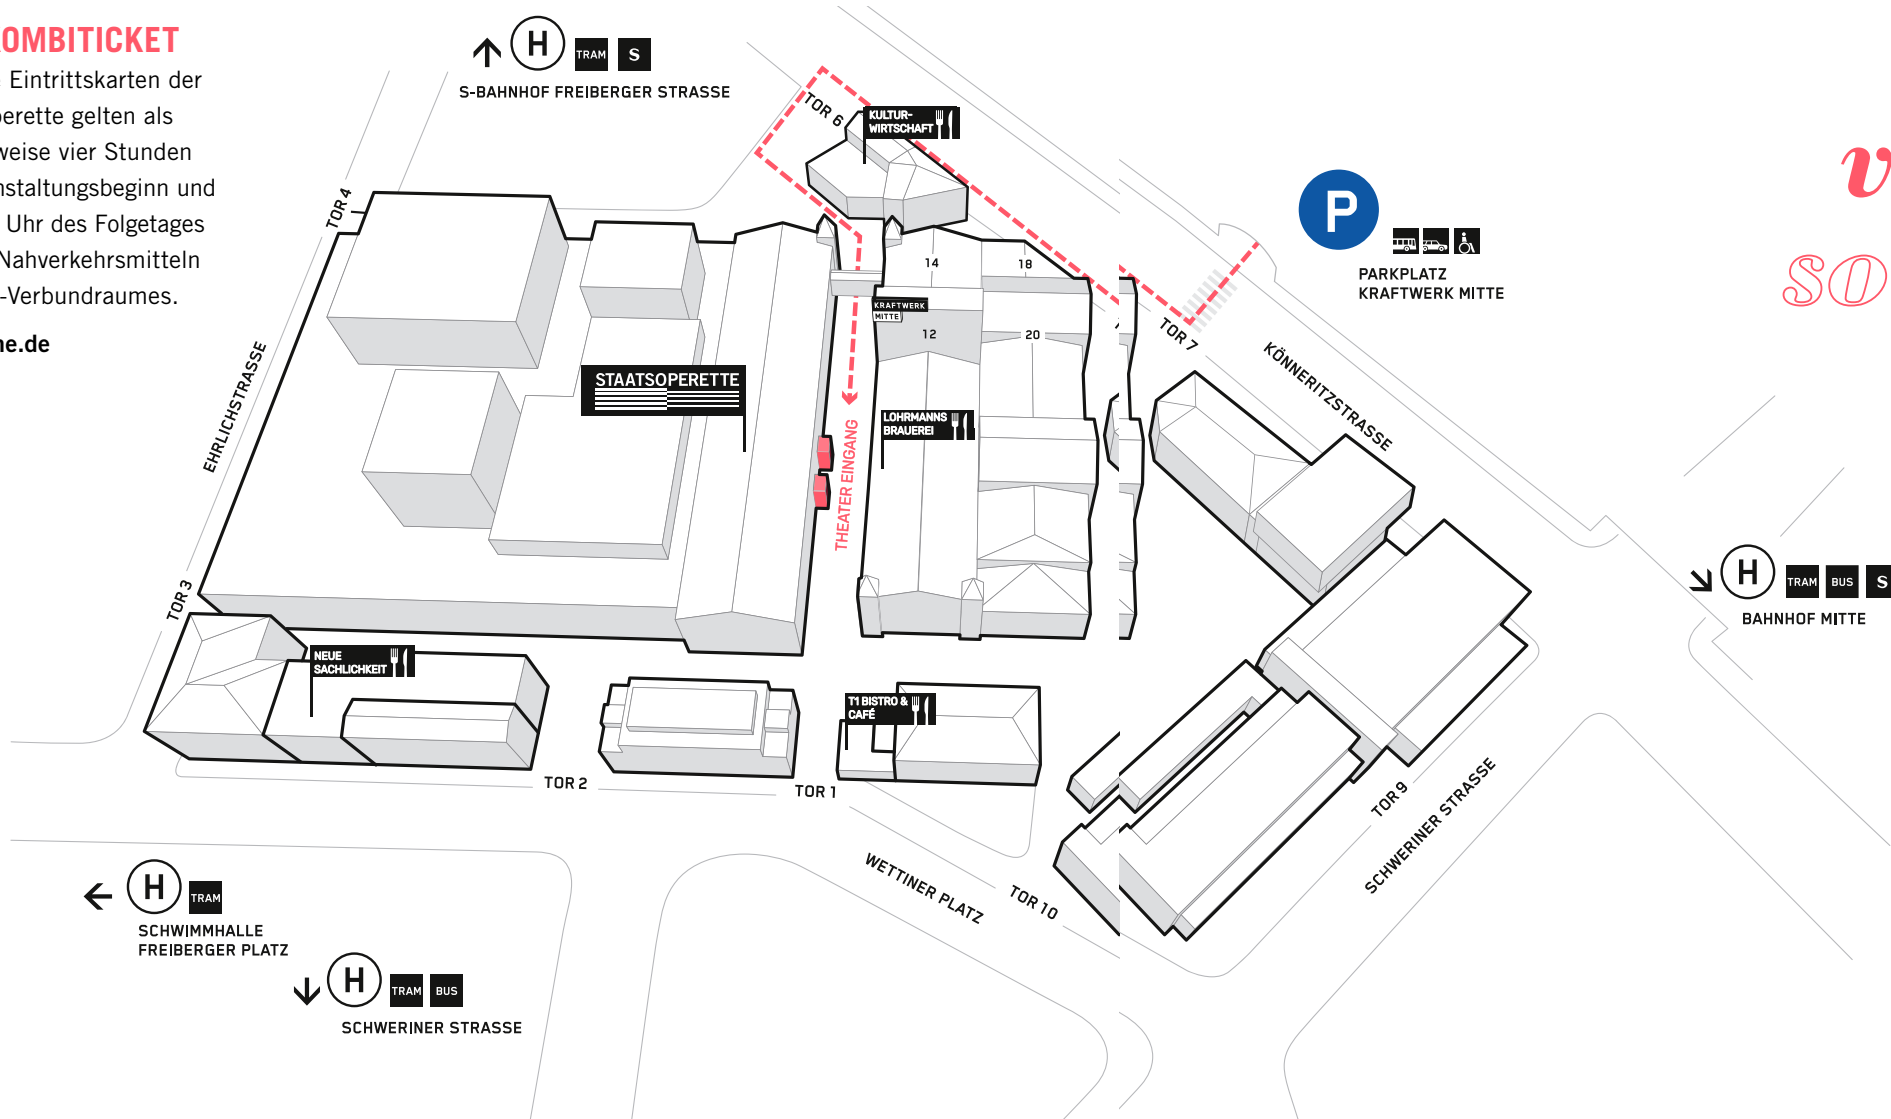 OMBITICKET
Eintrittskarten der
perette gelten als
weise vier Stunden
nstaltungsbeginn und
Uhr des Folgetages
Nahverkehrsmitteln
-Verbundraumes.
ne.de
H
TRAM
S
S-BAHNHOF FREIBERGER STRASSE
TOR 6
KULTUR-
WIRTSCHAFT
v
so
P
PARKPLATZ
KRAFTWERK MITTE
TOR 4
14
18
KRAFTWERK
MITTE
12
20
TOR 7
KÖNNERITZSTRASSE
EHRLICHSTRASSE
STAATSOPERETTE
THEATER EINGANG
LOHRMANNS
BRAUEREI
TOR 3
H
TRAM
BUS
S
BAHNHOF MITTE
NEUE
SACHLICHKEIT
T1 BISTRO &
CAFÉ
TOR 2
TOR 1
TOR 9
SCHWERINER STRASSE
WETTINER PLATZ
TOR 10
H
TRAM
SCHWIMMHALLE
FREIBERGER PLATZ
H
TRAM
BUS
SCHWERINER STRASSE